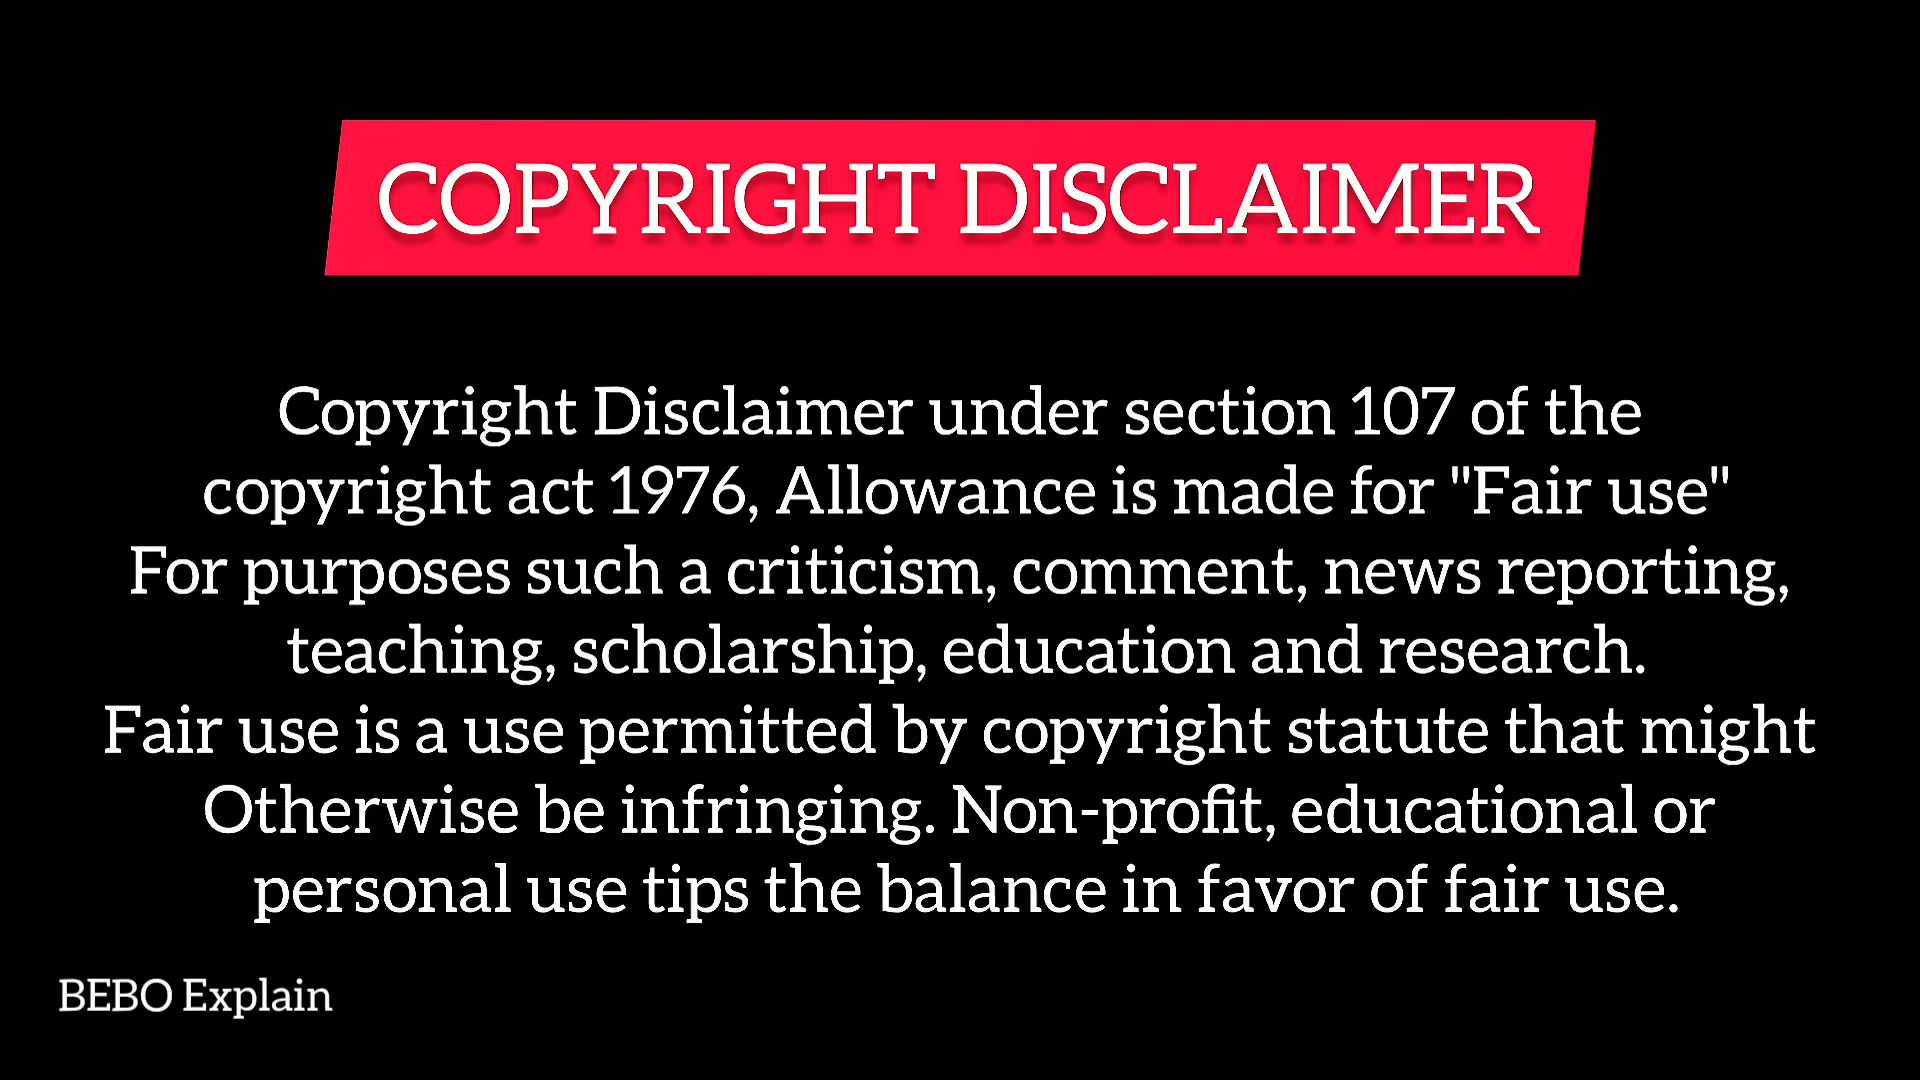 COPYRIGHT DISCLAIMER
Copyright Disclaimer under section 107 of the
copyright act 1976, Allowance is made for "Fair use"
For purposes such a criticism, comment, news reporting,
teaching, scholarship, education and research.
Fair use is a use permitted by copyright statute that might
Otherwise be infringing. Non-profit, educational or
personal use tips the balance in favor of fair use.
BEBO Explain